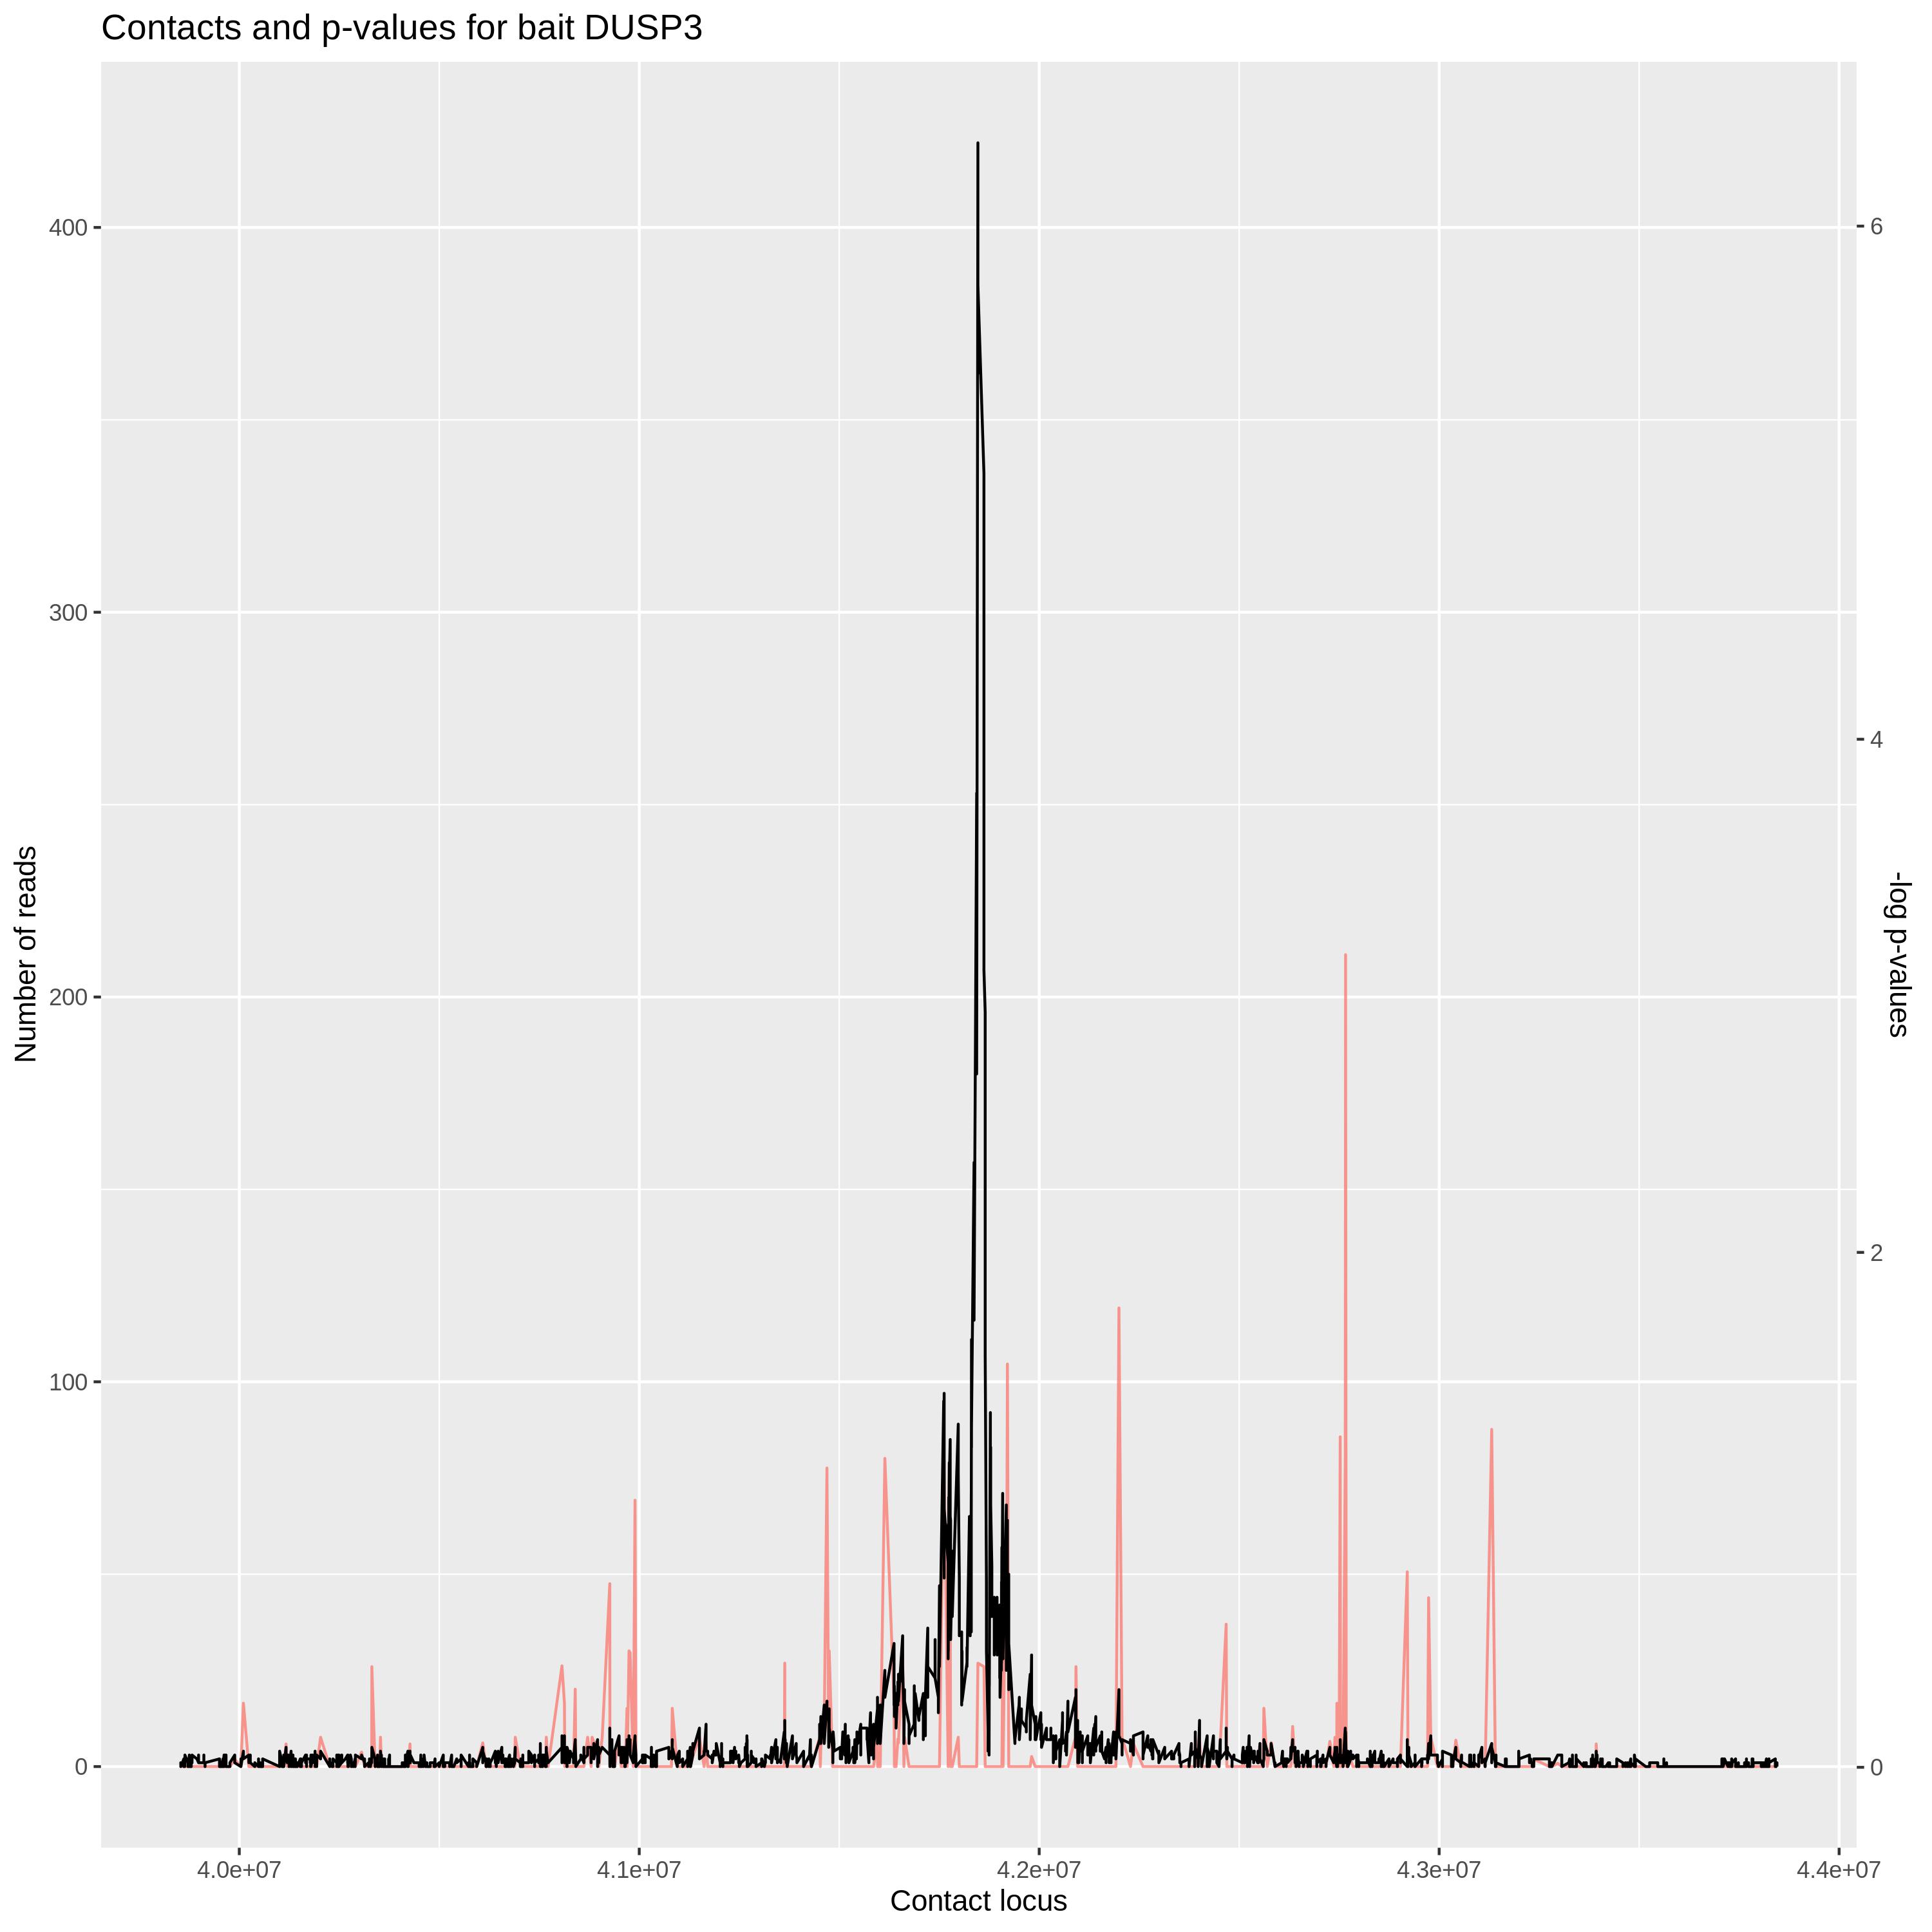 Contacts and p-values for bait DUSP3
400
300
200
100
0
Number of reads
6
4
2
0
-log p-values
4.0e+07
4.1e+07
4.2e+07
4.3e+07
4.4e+07
Contact locus